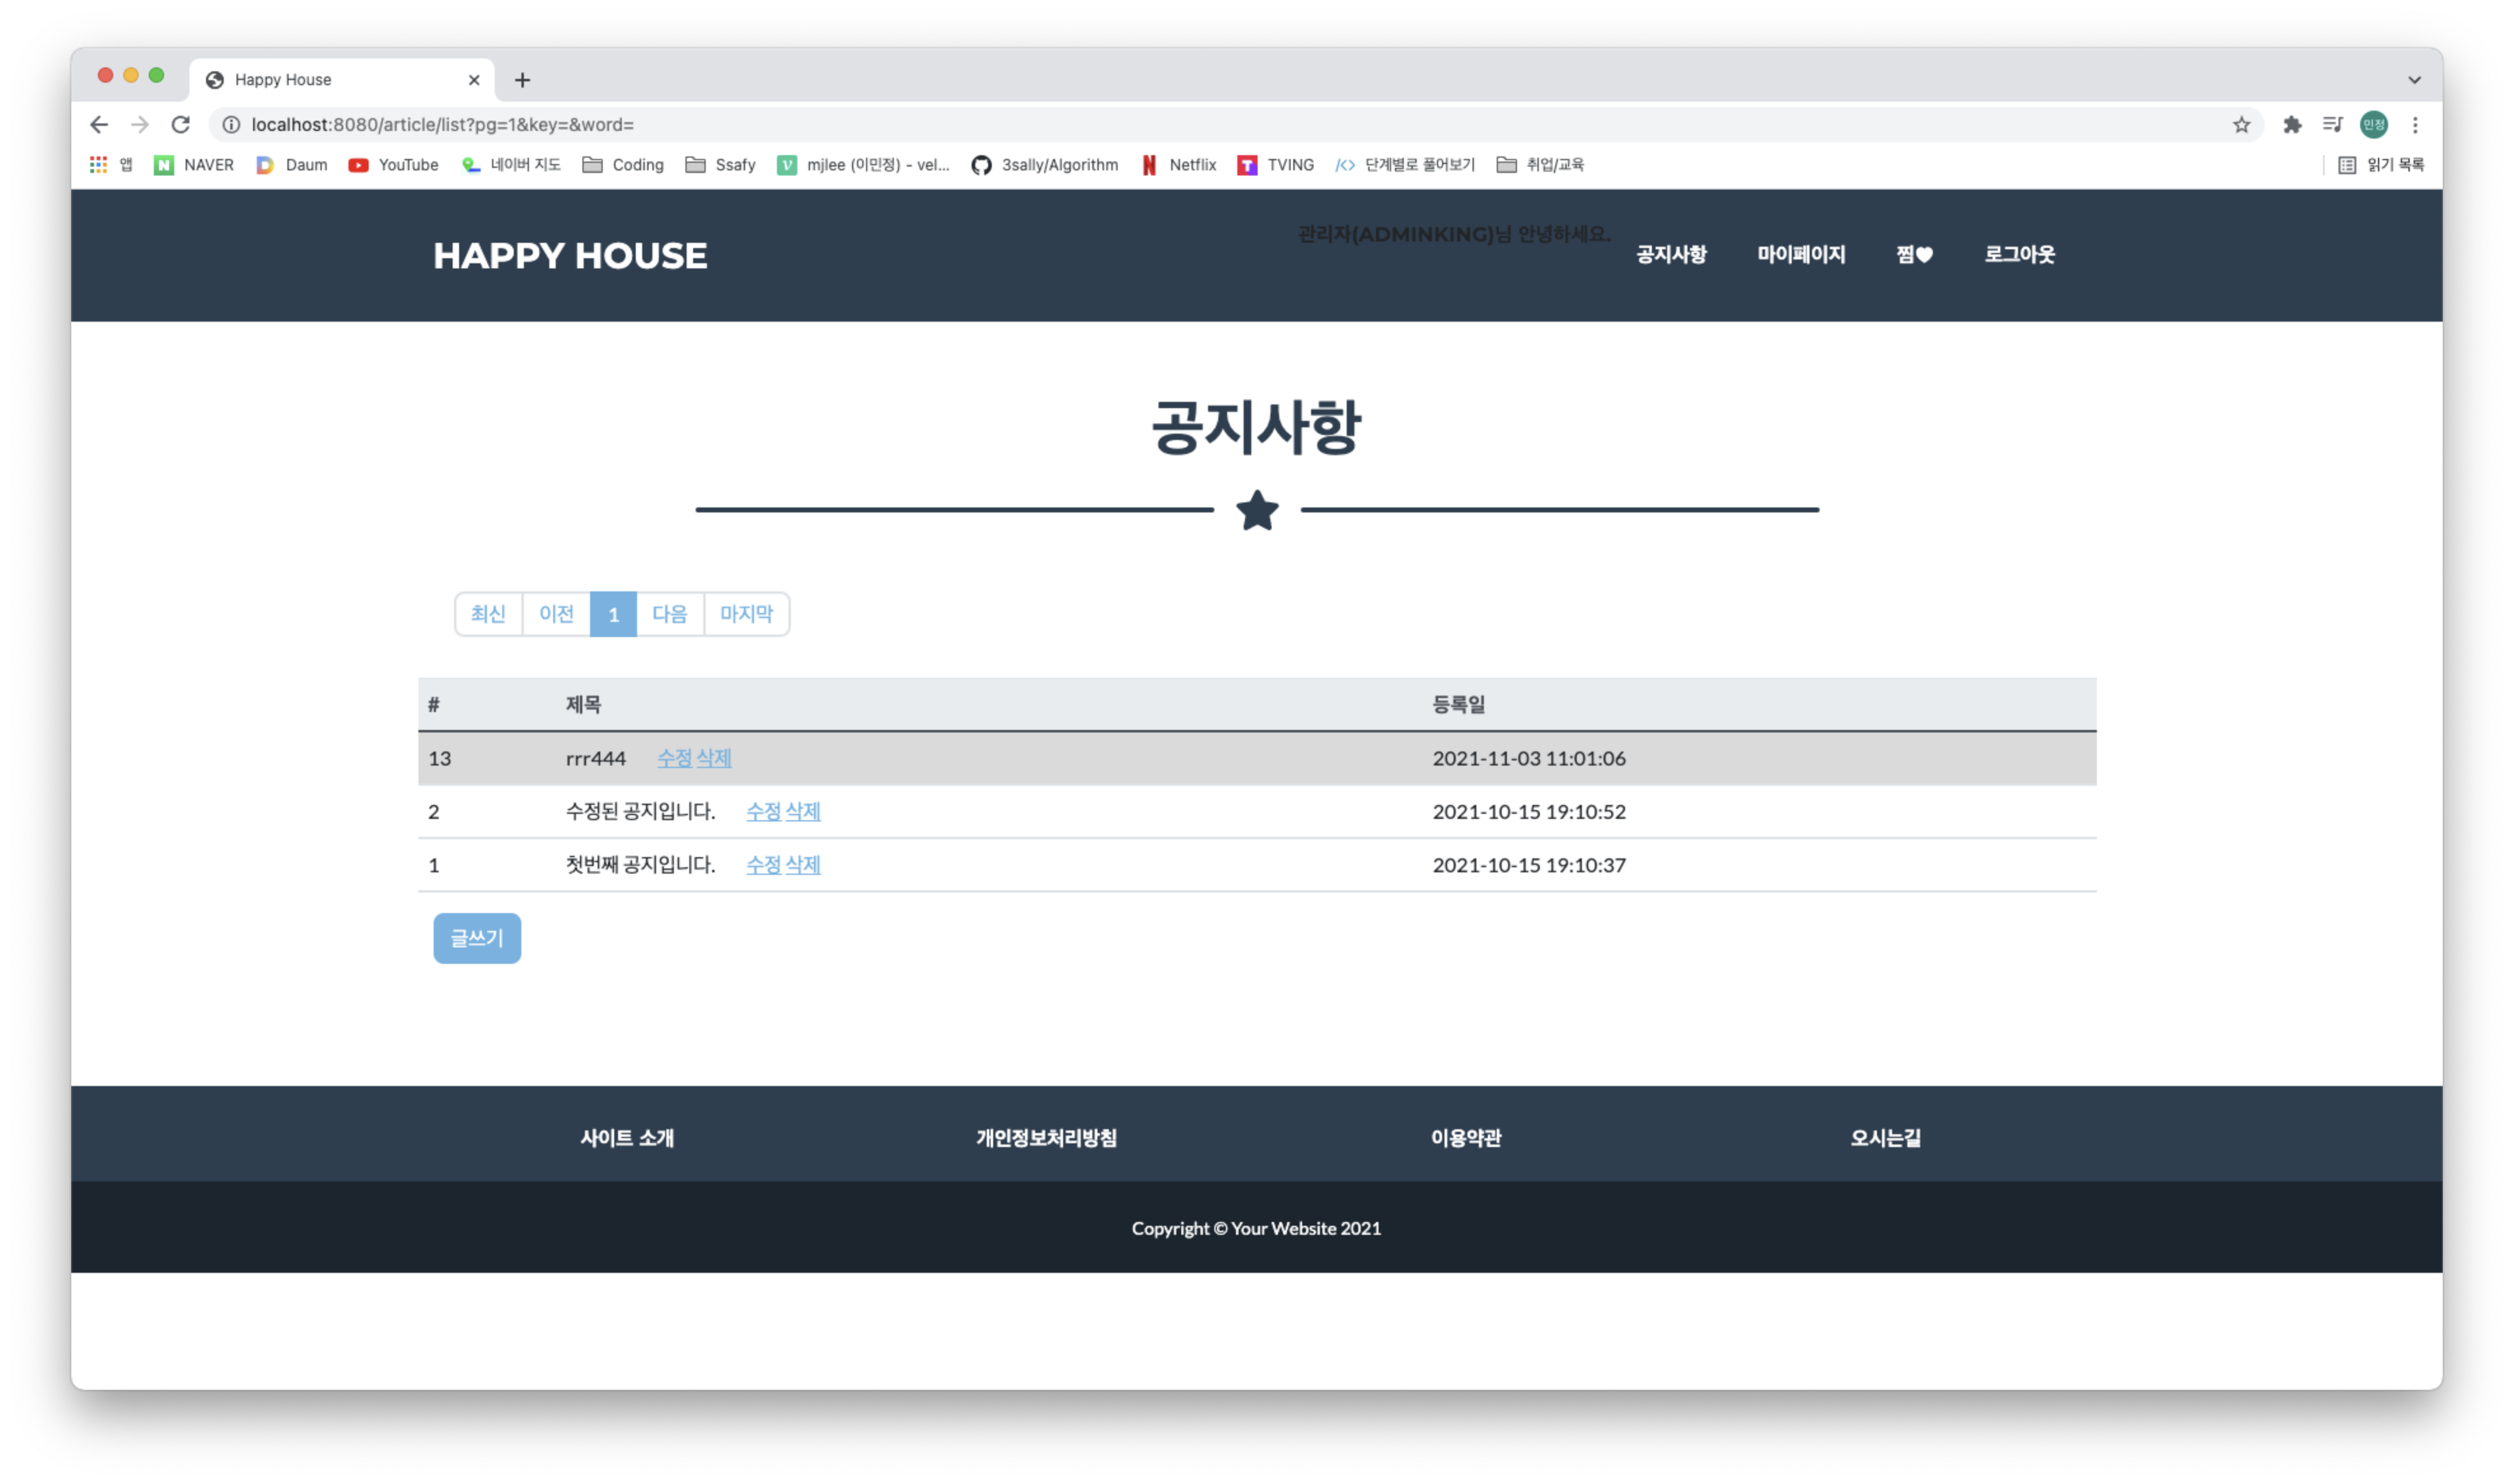 Happy House
localhost:8080/article/list?pg=1&key=&word=
앱 NAVER Daum YouTube 네이버 지도 Coding Ssafy mjlee (이민정) - vel... 3sally/Algorithm Netflix TVING 단계별로 풀어보기 취업/교육 읽기 목록
민정
HAPPY HOUSE
관리자(ADMINKING)님 안녕하세요.
공지사항 마이페이지 찜♥ 로그아웃
공지사항
최신 이전 1 다음 마지막
# 제목 등록일
13 rrr444 수정 삭제 2021-11-03 11:01:06
2 수정된 공지입니다. 수정 삭제 2021-10-15 19:10:52
1 첫번째 공지입니다. 수정 삭제 2021-10-15 19:10:37
글쓰기
사이트 소개 개인정보처리방침 이용약관 오시는길
Copyright © Your Website 2021